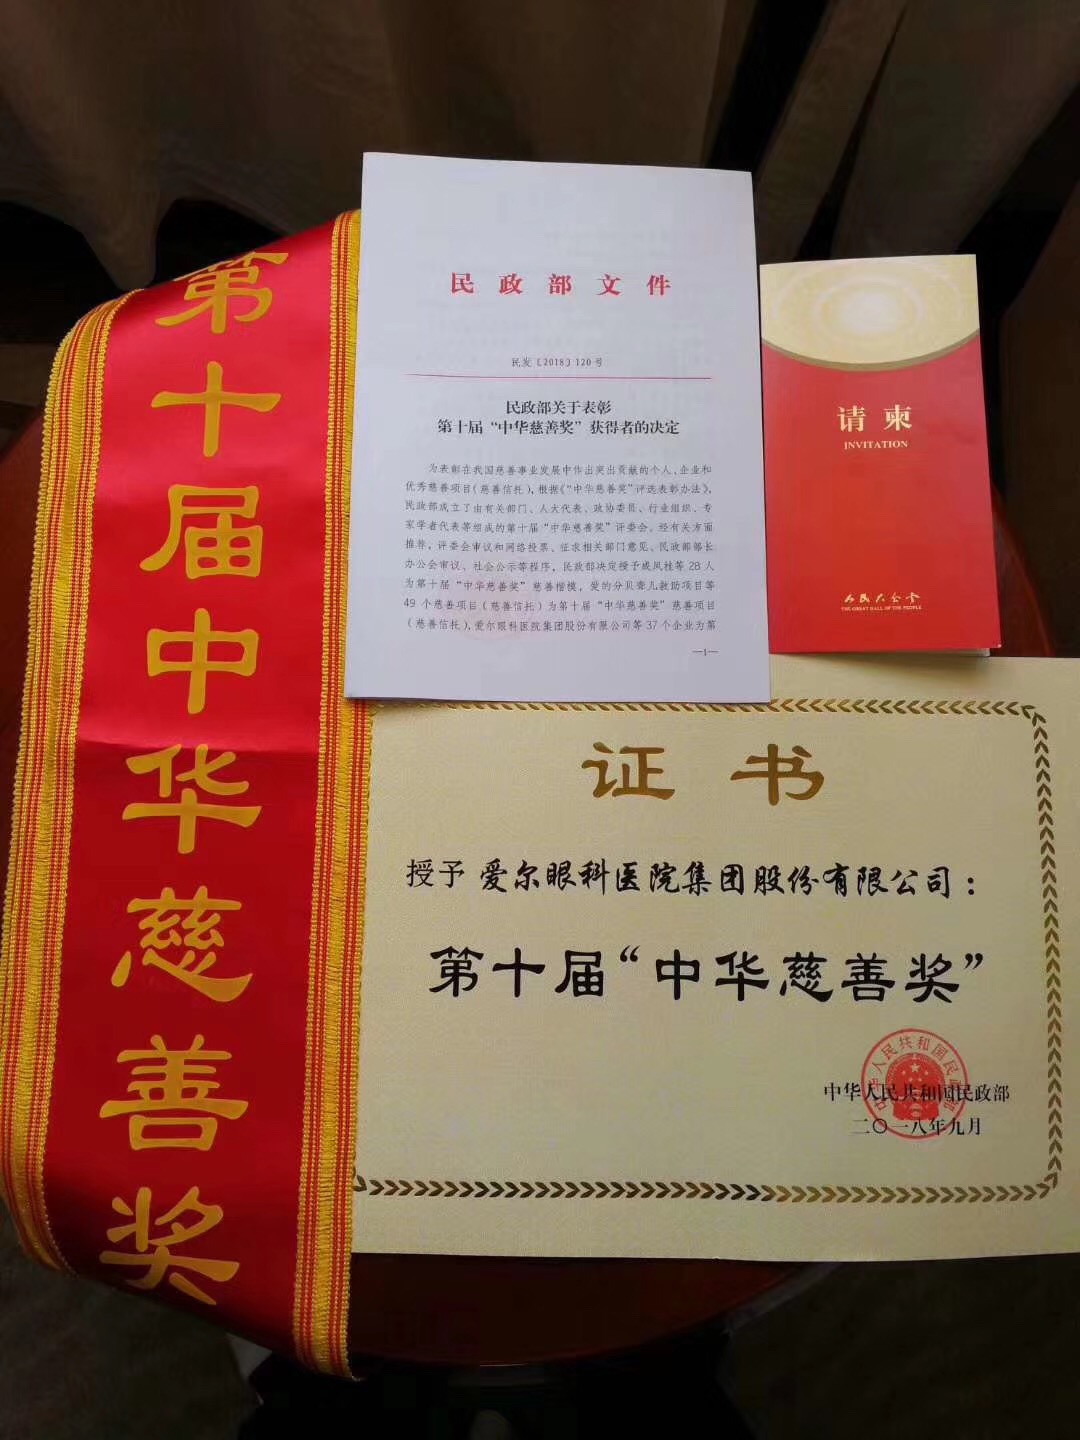 第十届中华慈善奖
民政部文件
民发〔2018〕120号
民政部关于表彰
第十届“中华慈善奖”获得者的决定
为表彰在我国慈善事业发展中作出突出贡献的个人、企业和
优秀慈善项目(慈善信托),根据《“中华慈善奖”评选表彰办法》,
民政部成立了由有关部门、人大代表、政协委员、行业组织、专
家学者代表等组成的第十届“中华慈善奖”评委会。经有关方面
推荐,评委会审议和网络投票、征求相关部门意见、民政部部长
办公会审议、社会公示等程序,民政部决定授予戚凤桂等28人
为第十届“中华慈善奖”慈善楷模,爱的分贝聋儿救助项目等
49个慈善项目(慈善信托)为第十届“中华慈善奖”慈善项目
(慈善信托),爱尔眼科医院集团股份有限公司等37个企业为第
—1—
请柬
INVITATION
人民大会堂
THE GREAT HALL OF THE PEOPLE
证书
授予 爱尔眼科医院集团股份有限公司：
第十届“中华慈善奖”
中华人民共和国民政部
中华人民共和国民政部
二〇一八年九月